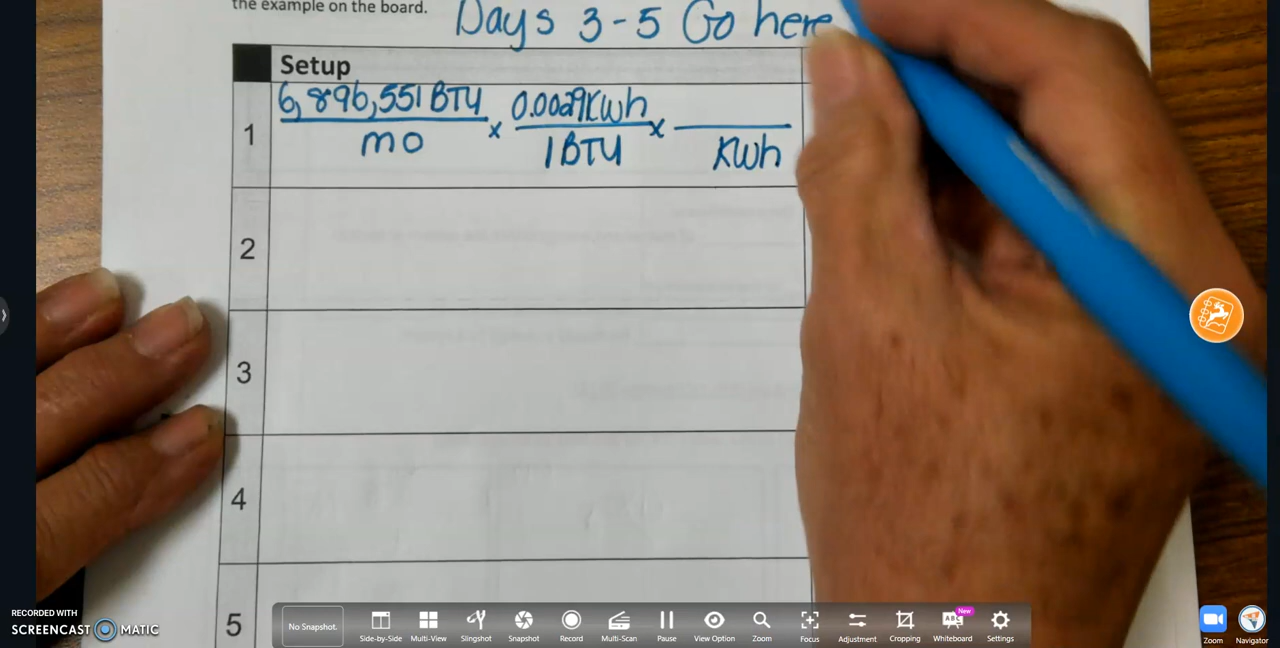 the example on the board.
Days 3-5 Go here
Setup
1
6,896,551 BTU / mo × 0.0029 KWh / 1 BTU × / KWh
2
3
4
5
RECORDED WITH
SCREENCAST-O-MATIC
No Snapshot.
Side-by-Side Multi-View Slingshot Snapshot Record Multi-Scan Pause View Option Zoom Focus Adjustment Cropping Whiteboard Settings
New
ABC
Zoom Navigator